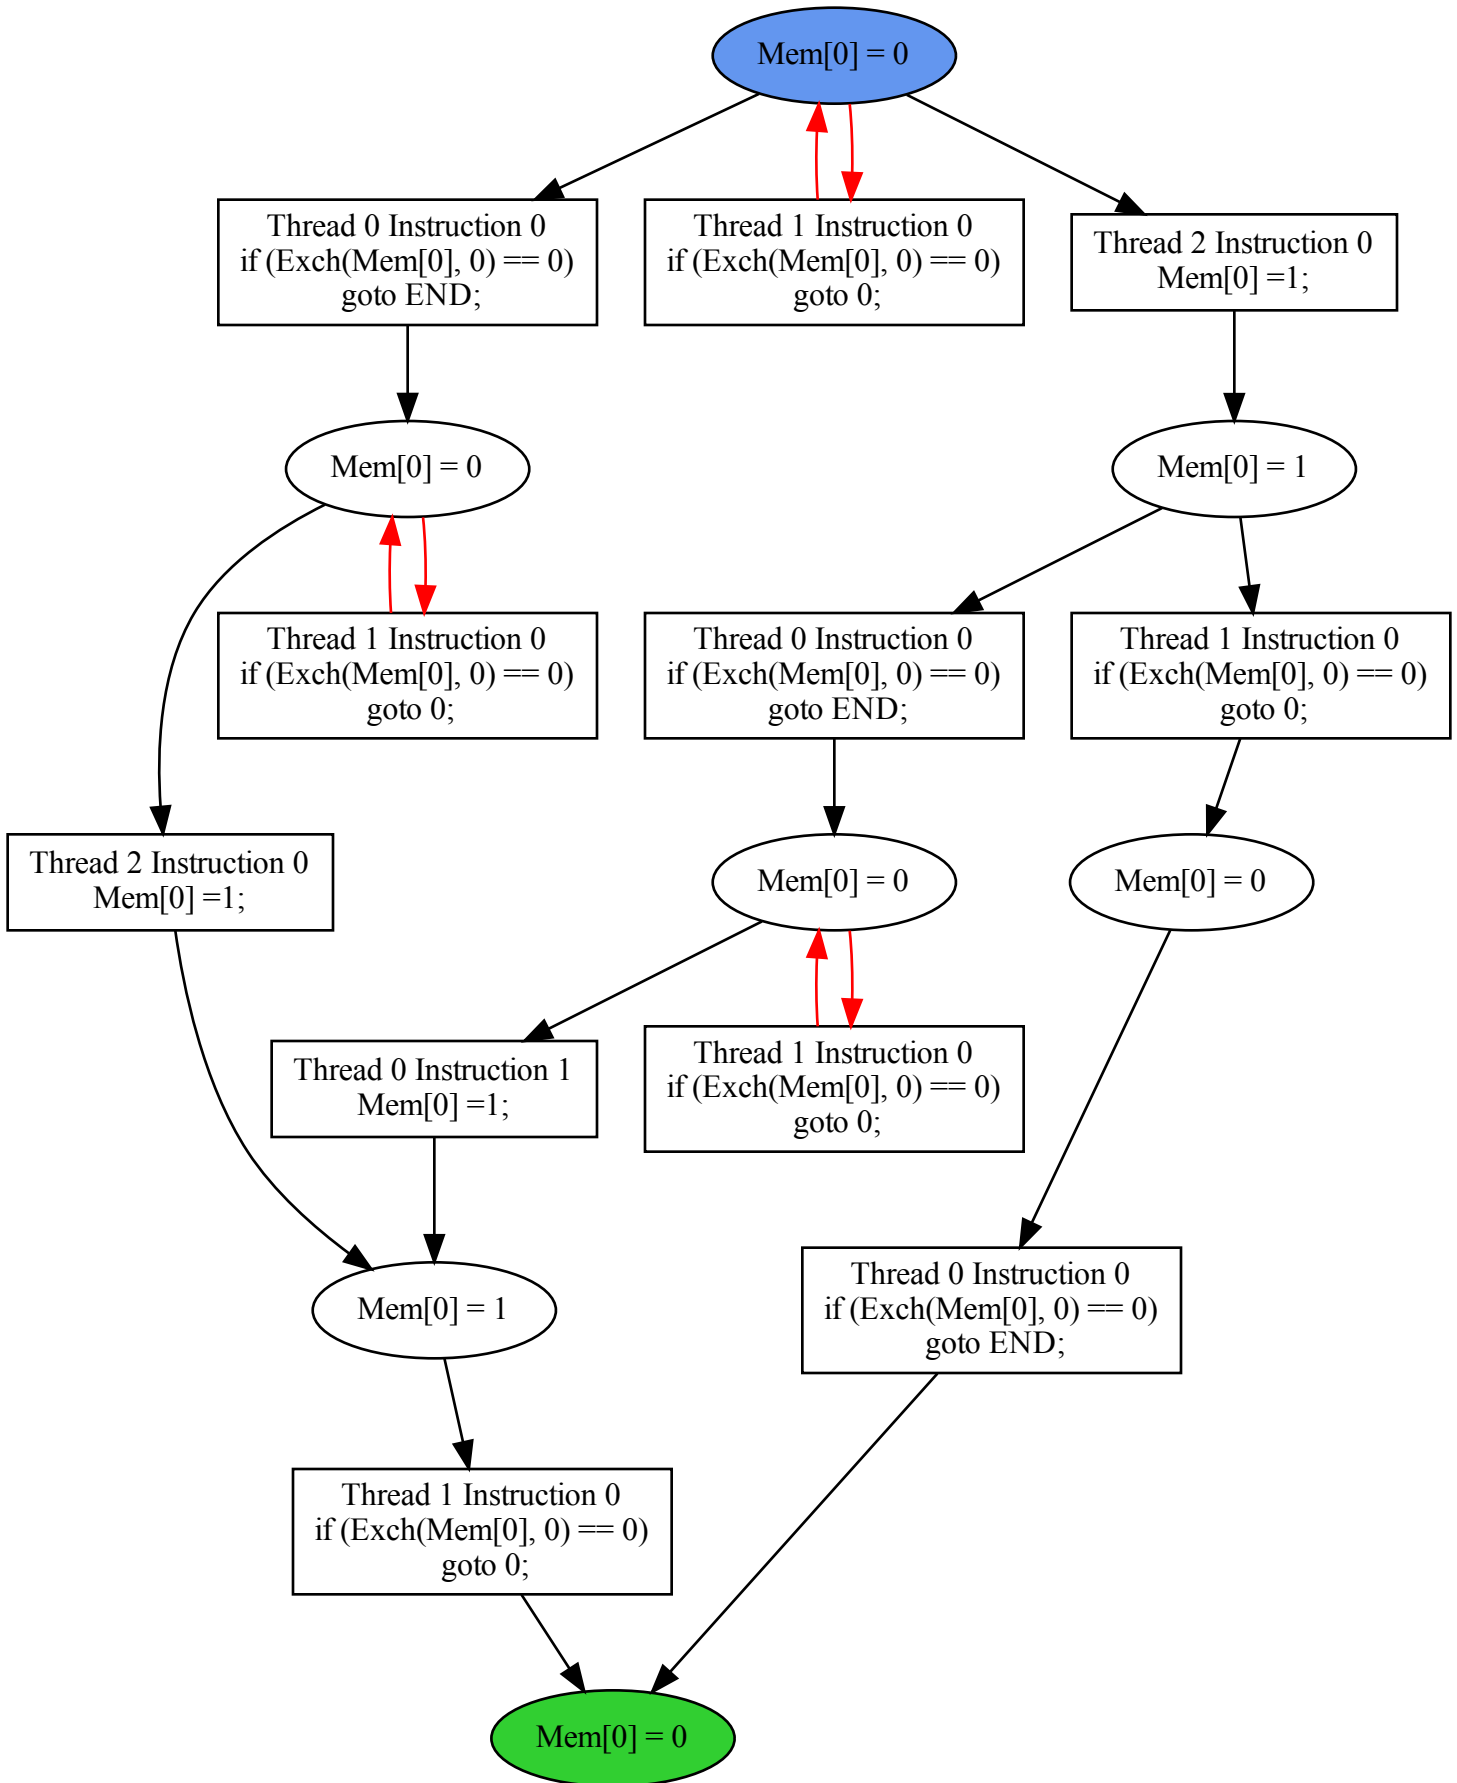 Mem[0] = 0
Thread 0 Instruction 0
if (Exch(Mem[0], 0) == 0)
goto END;
Thread 1 Instruction 0
if (Exch(Mem[0], 0) == 0)
goto 0;
Thread 2 Instruction 0
Mem[0] =1;
Mem[0] = 0
Mem[0] = 1
Thread 1 Instruction 0
if (Exch(Mem[0], 0) == 0)
goto 0;
Thread 0 Instruction 0
if (Exch(Mem[0], 0) == 0)
goto END;
Thread 1 Instruction 0
if (Exch(Mem[0], 0) == 0)
goto 0;
Thread 2 Instruction 0
Mem[0] =1;
Mem[0] = 0
Mem[0] = 0
Thread 0 Instruction 1
Mem[0] =1;
Thread 1 Instruction 0
if (Exch(Mem[0], 0) == 0)
goto 0;
Mem[0] = 1
Thread 0 Instruction 0
if (Exch(Mem[0], 0) == 0)
goto END;
Thread 1 Instruction 0
if (Exch(Mem[0], 0) == 0)
goto 0;
Mem[0] = 0